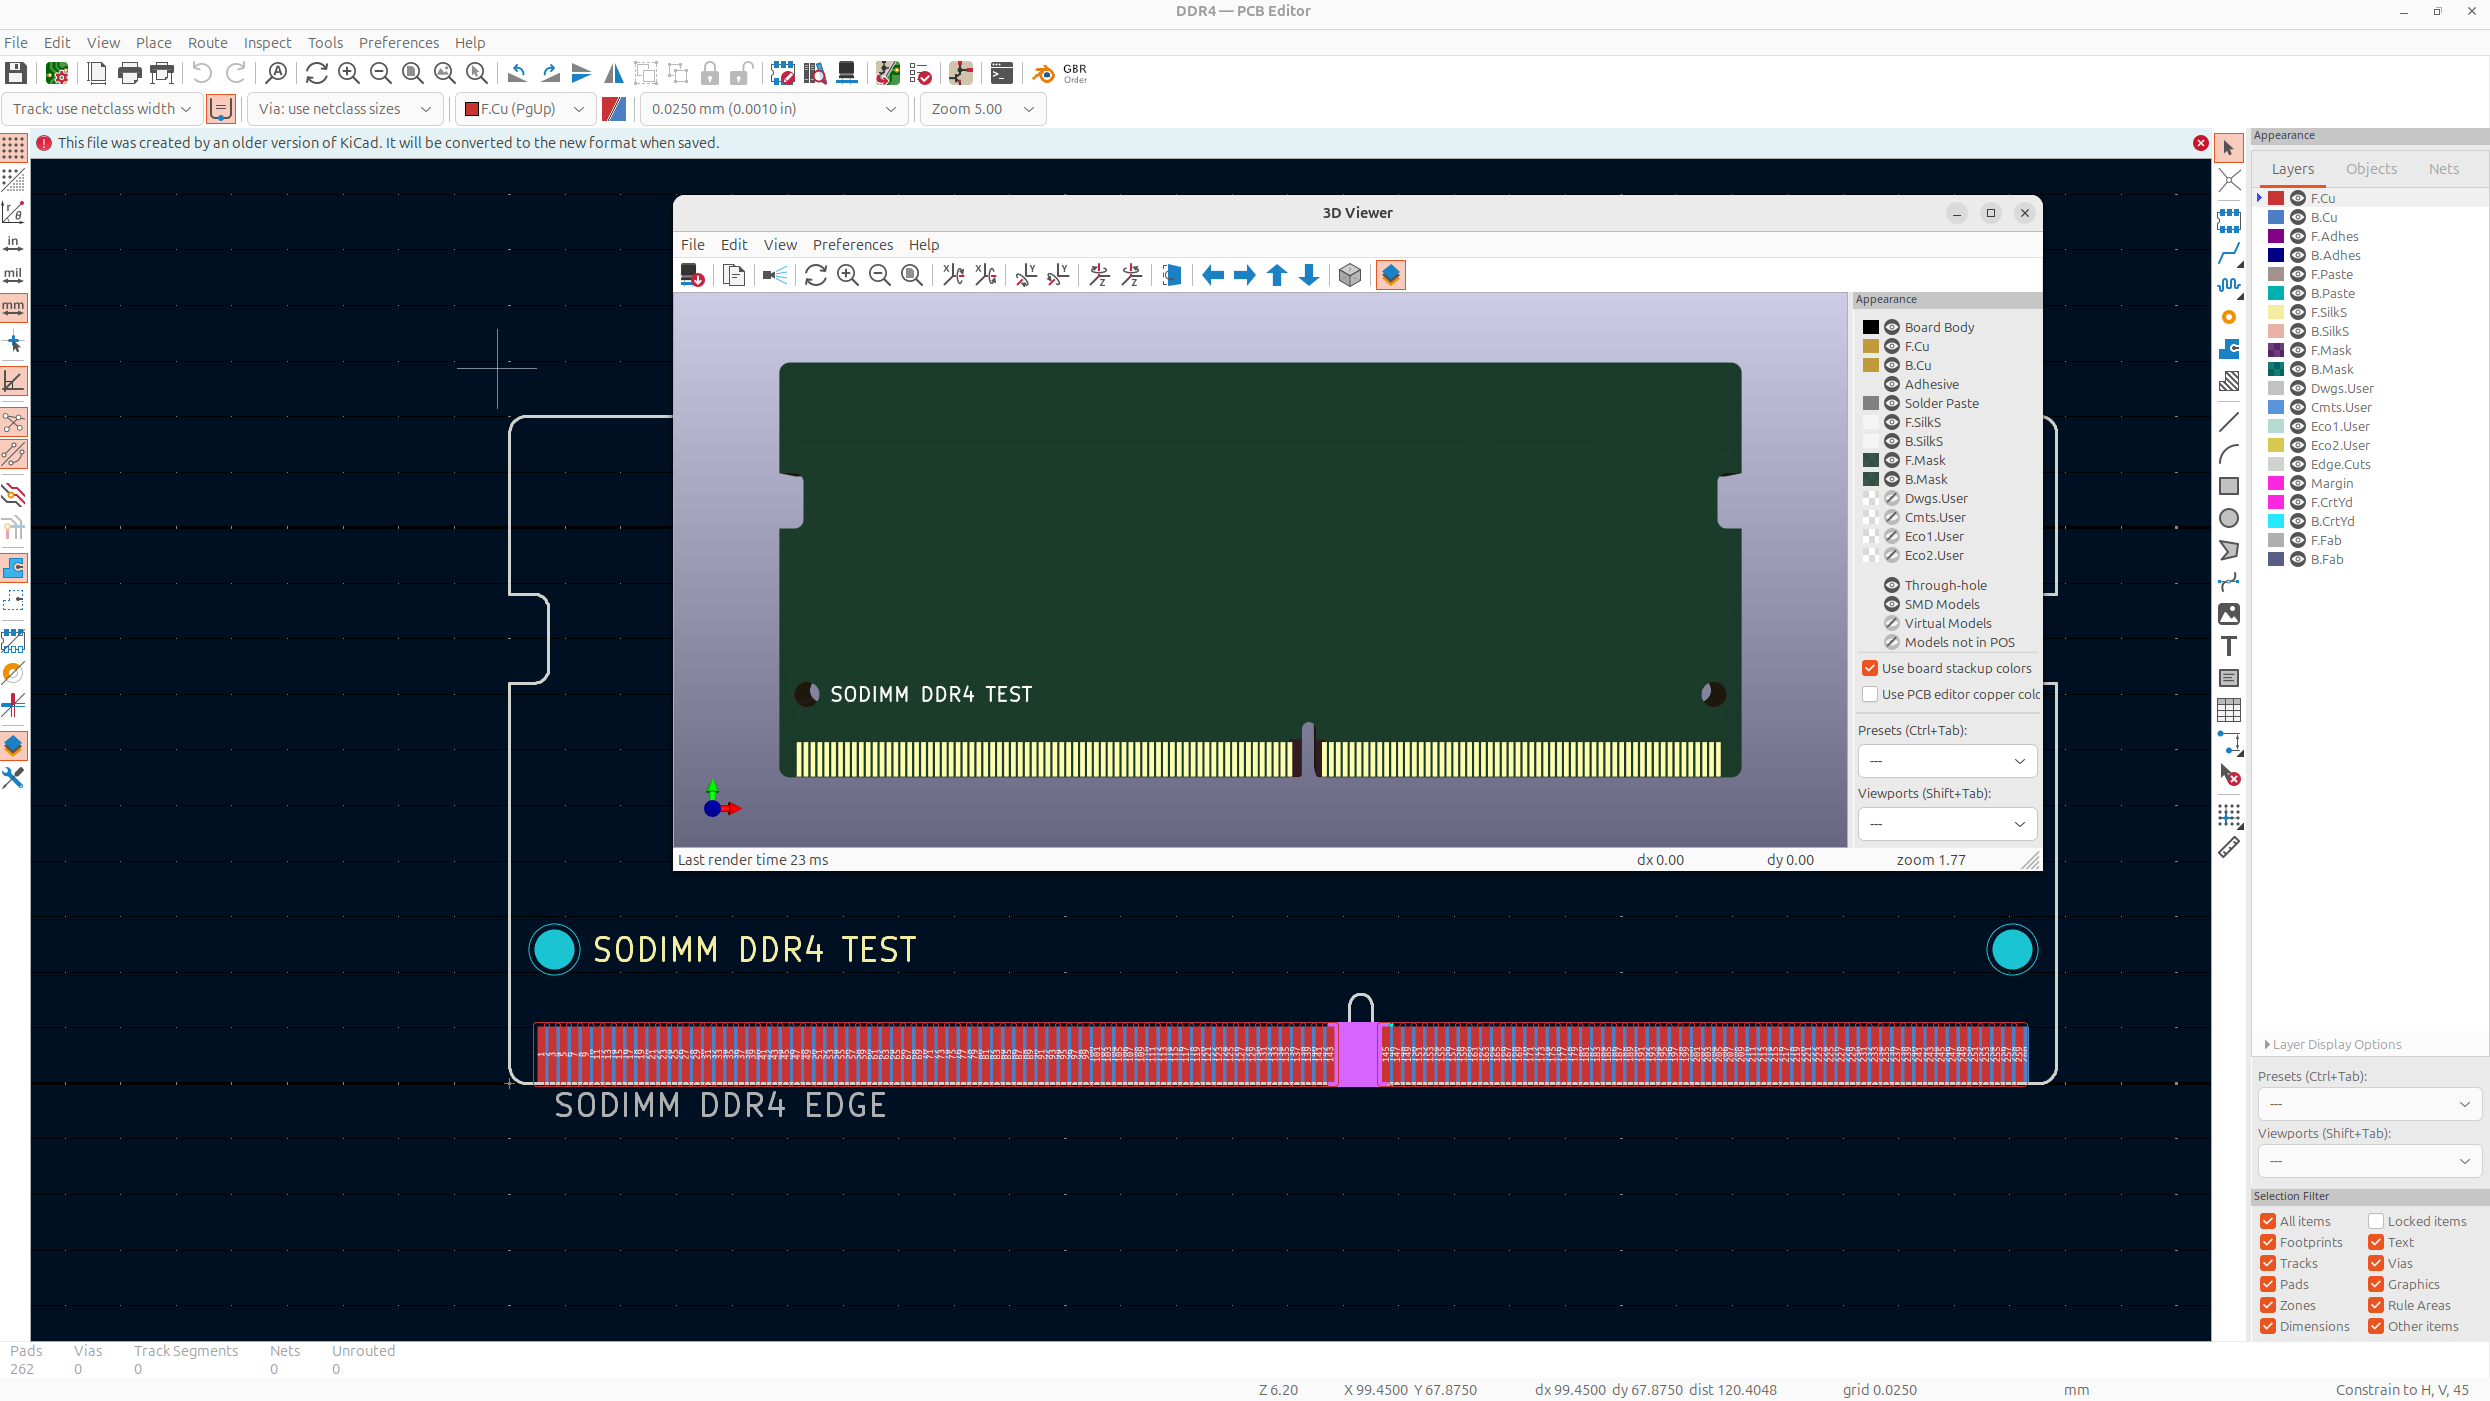 DDR4 — PCB Editor
File Edit View Place Route Inspect Tools Preferences Help
GBR
Order
Track: use netclass width Via: use netclass sizes F.Cu (PgUp) 0.0250 mm (0.0010 in) Zoom 5.00
This file was created by an older version of KiCad. It will be converted to the new format when saved.
in
mil
mm
3D Viewer
File Edit View Preferences Help
SODIMM DDR4 TEST
Appearance
Board Body
F.Cu
B.Cu
Adhesive
Solder Paste
F.SilkS
B.SilkS
F.Mask
B.Mask
Dwgs.User
Cmts.User
Eco1.User
Eco2.User
Through-hole
SMD Models
Virtual Models
Models not in POS
Use board stackup colors
Use PCB editor copper colo
Presets (Ctrl+Tab):
---
Viewports (Shift+Tab):
---
Last render time 23 ms dx 0.00 dy 0.00 zoom 1.77
SODIMM DDR4 TEST
SODIMM DDR4 EDGE
Appearance
Layers Objects Nets
F.Cu
B.Cu
F.Adhes
B.Adhes
F.Paste
B.Paste
F.SilkS
B.SilkS
F.Mask
B.Mask
Dwgs.User
Cmts.User
Eco1.User
Eco2.User
Edge.Cuts
Margin
F.CrtYd
B.CrtYd
F.Fab
B.Fab
Layer Display Options
Presets (Ctrl+Tab):
---
Viewports (Shift+Tab):
---
Selection Filter
All items Locked items
Footprints Text
Tracks Vias
Pads Graphics
Zones Rule Areas
Dimensions Other items
Pads Vias Track Segments Nets Unrouted
262 0 0 0 0
Z 6.20 X 99.4500 Y 67.8750 dx 99.4500 dy 67.8750 dist 120.4048 grid 0.0250 mm Constrain to H, V, 45